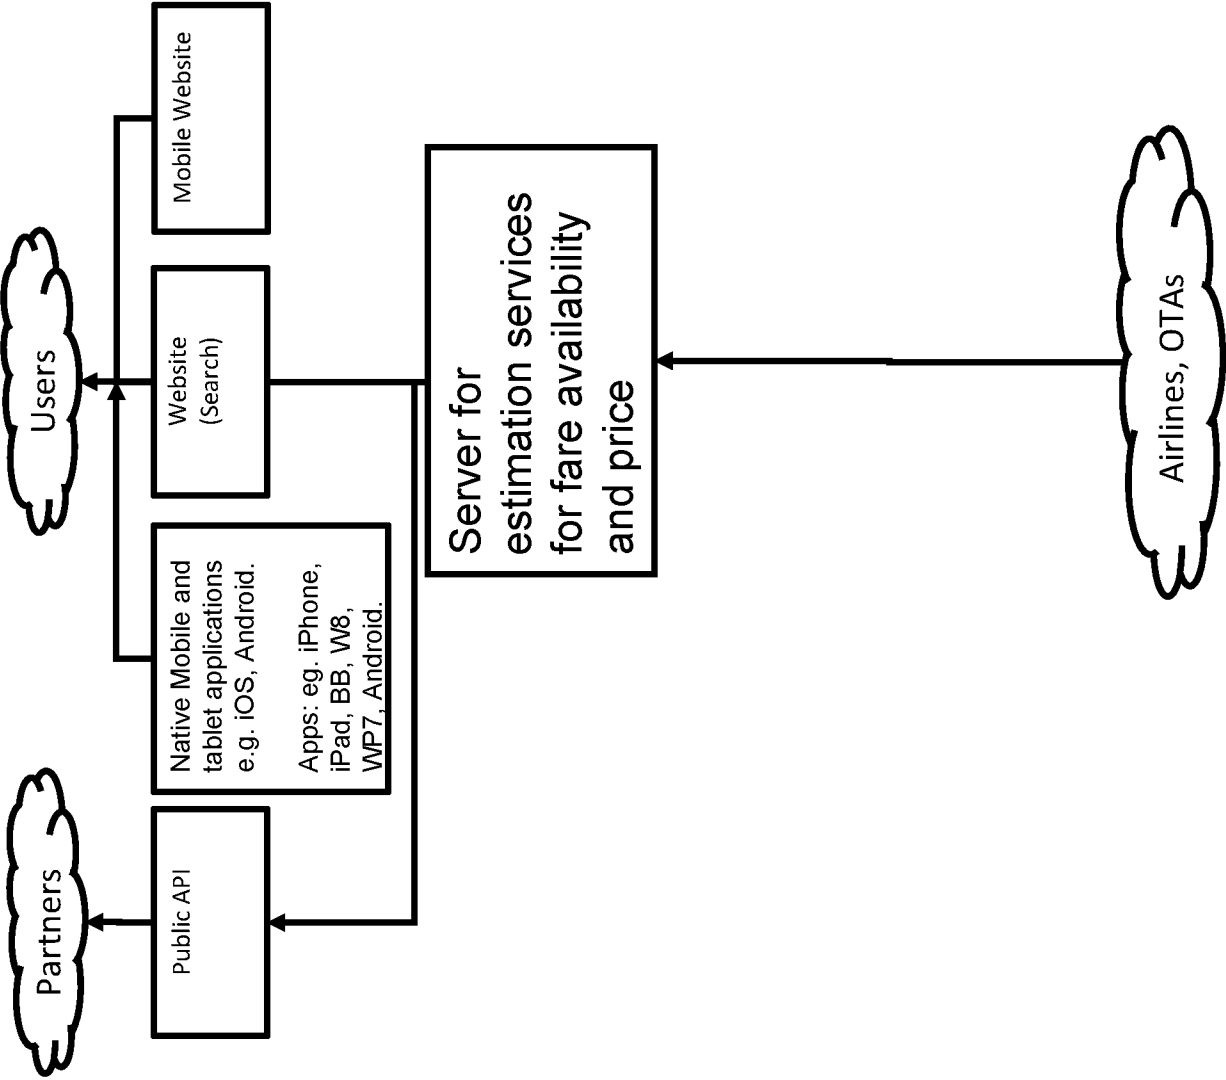 Partners
Users
Public API
Native Mobile and
tablet applications
e.g. iOS, Android.
Apps: eg. iPhone,
iPad, BB, W8,
WP7, Android.
Website
(Search)
Mobile Website
Server for
estimation services
for fare availability
and price
Airlines, OTAs